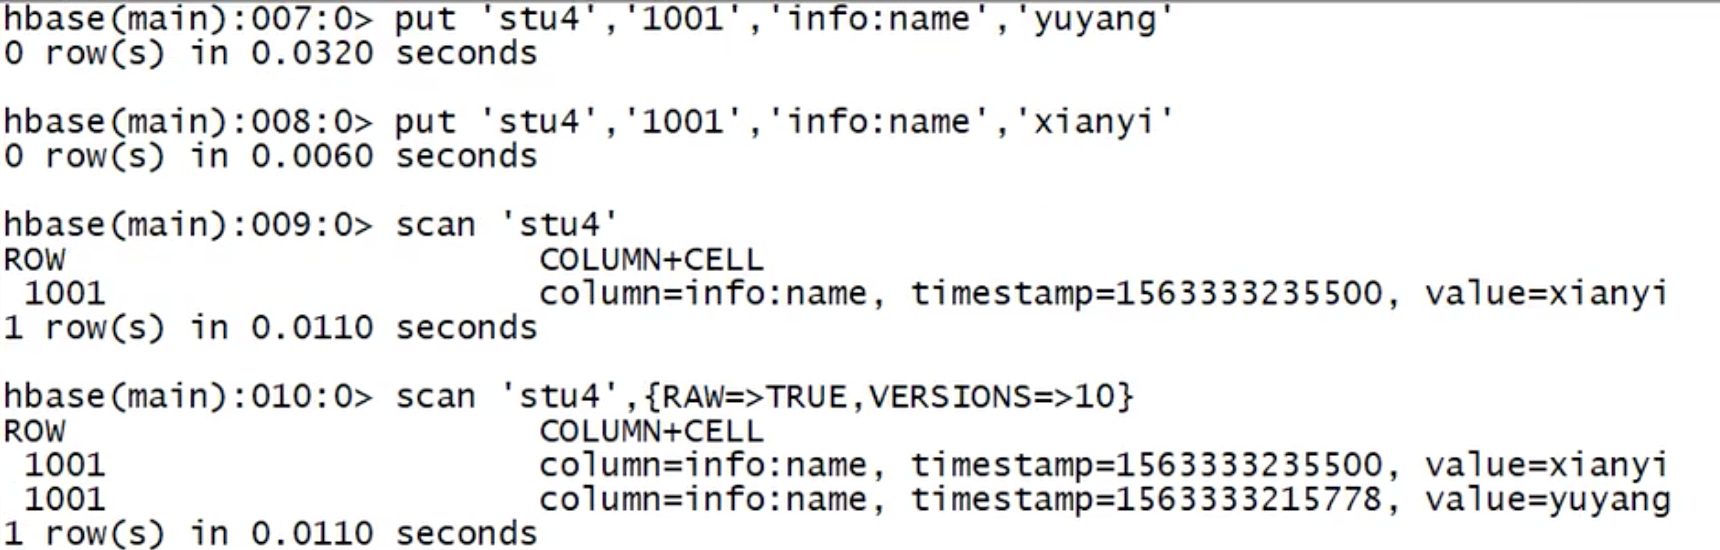 hbase(main):007:0> put 'stu4','1001','info:name','yuyang'
0 row(s) in 0.0320 seconds
hbase(main):008:0> put 'stu4','1001','info:name','xianyi'
0 row(s) in 0.0060 seconds
hbase(main):009:0> scan 'stu4'
ROW COLUMN+CELL
1001 column=info:name, timestamp=1563333235500, value=xianyi
1 row(s) in 0.0110 seconds
hbase(main):010:0> scan 'stu4',{RAW=>TRUE,VERSIONS=>10}
ROW COLUMN+CELL
1001 column=info:name, timestamp=1563333235500, value=xianyi
1001 column=info:name, timestamp=1563333215778, value=yuyang
1 row(s) in 0.0110 seconds